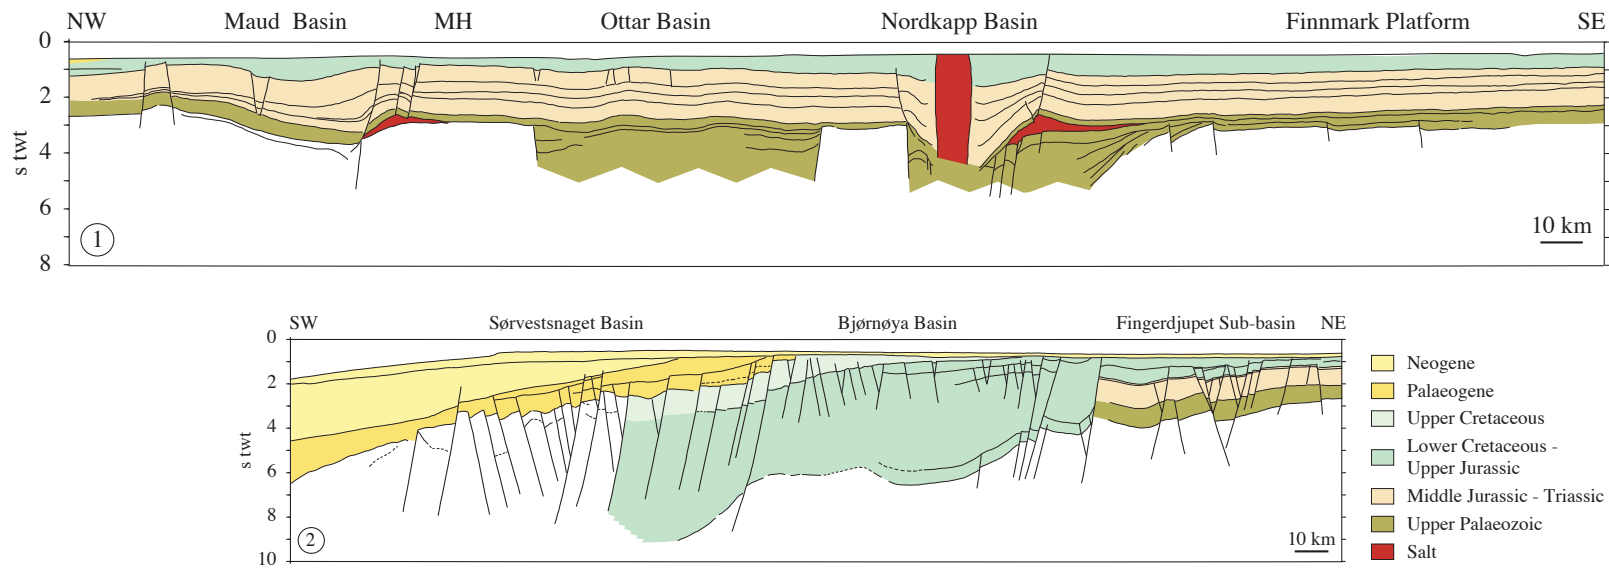 NW Maud Basin MH Ottar Basin Nordkapp Basin Finnmark Platform SE
0
2
4
6
8
s twt
1
10 km
SW Sørvestsnaget Basin Bjørnøya Basin Fingerdjupet Sub-basin NE
0
2
4
6
8
10
s twt
2
10 km
Neogene
Palaeogene
Upper Cretaceous
Lower Cretaceous -
Upper Jurassic
Middle Jurassic - Triassic
Upper Palaeozoic
Salt